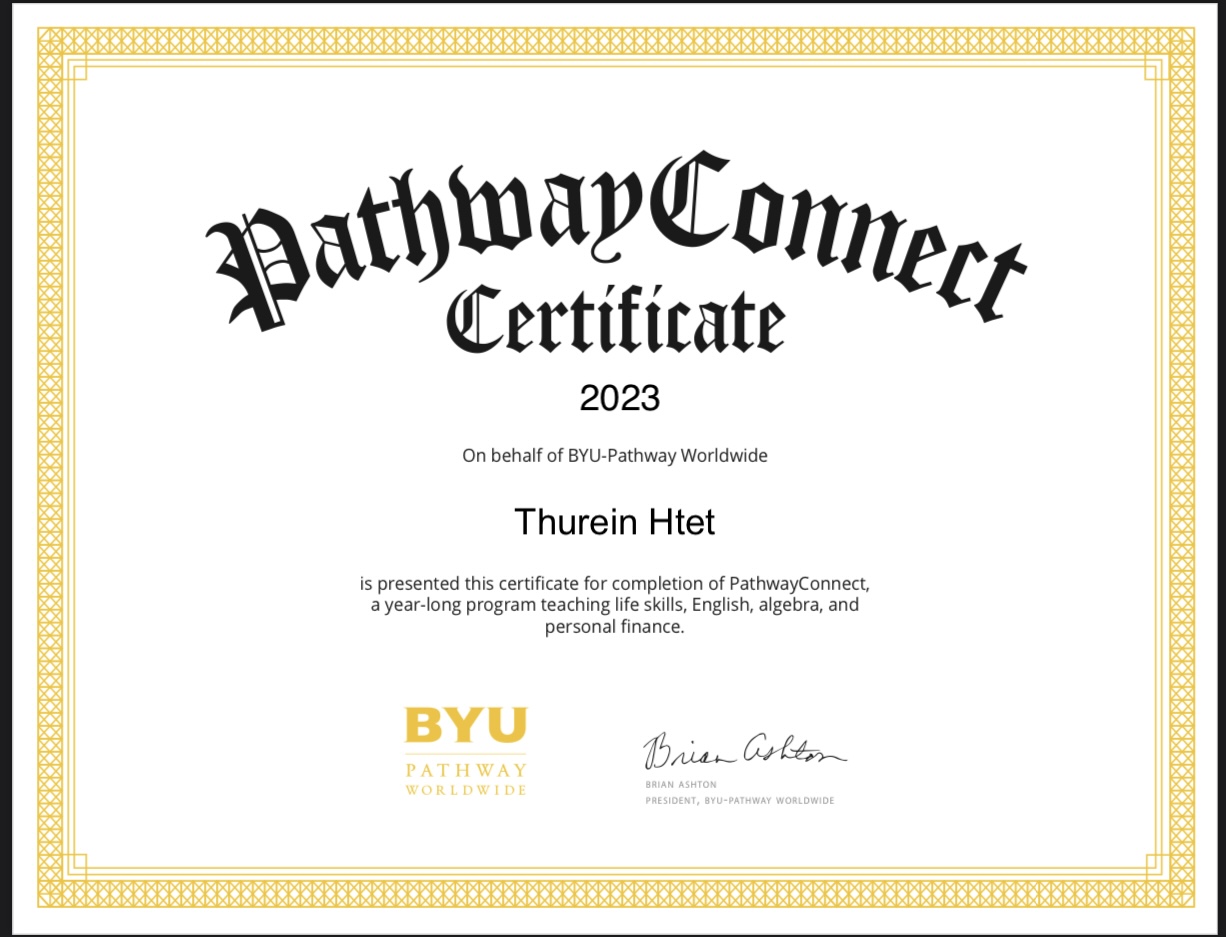 PathwayConnect
Certificate
2023
On behalf of BYU-Pathway Worldwide
Thurein Htet
is presented this certificate for completion of PathwayConnect,
a year-long program teaching life skills, English, algebra, and
personal finance.
BYU
PATHWAY
WORLDWIDE
Brian Ashton
BRIAN ASHTON
PRESIDENT, BYU-PATHWAY WORLDWIDE